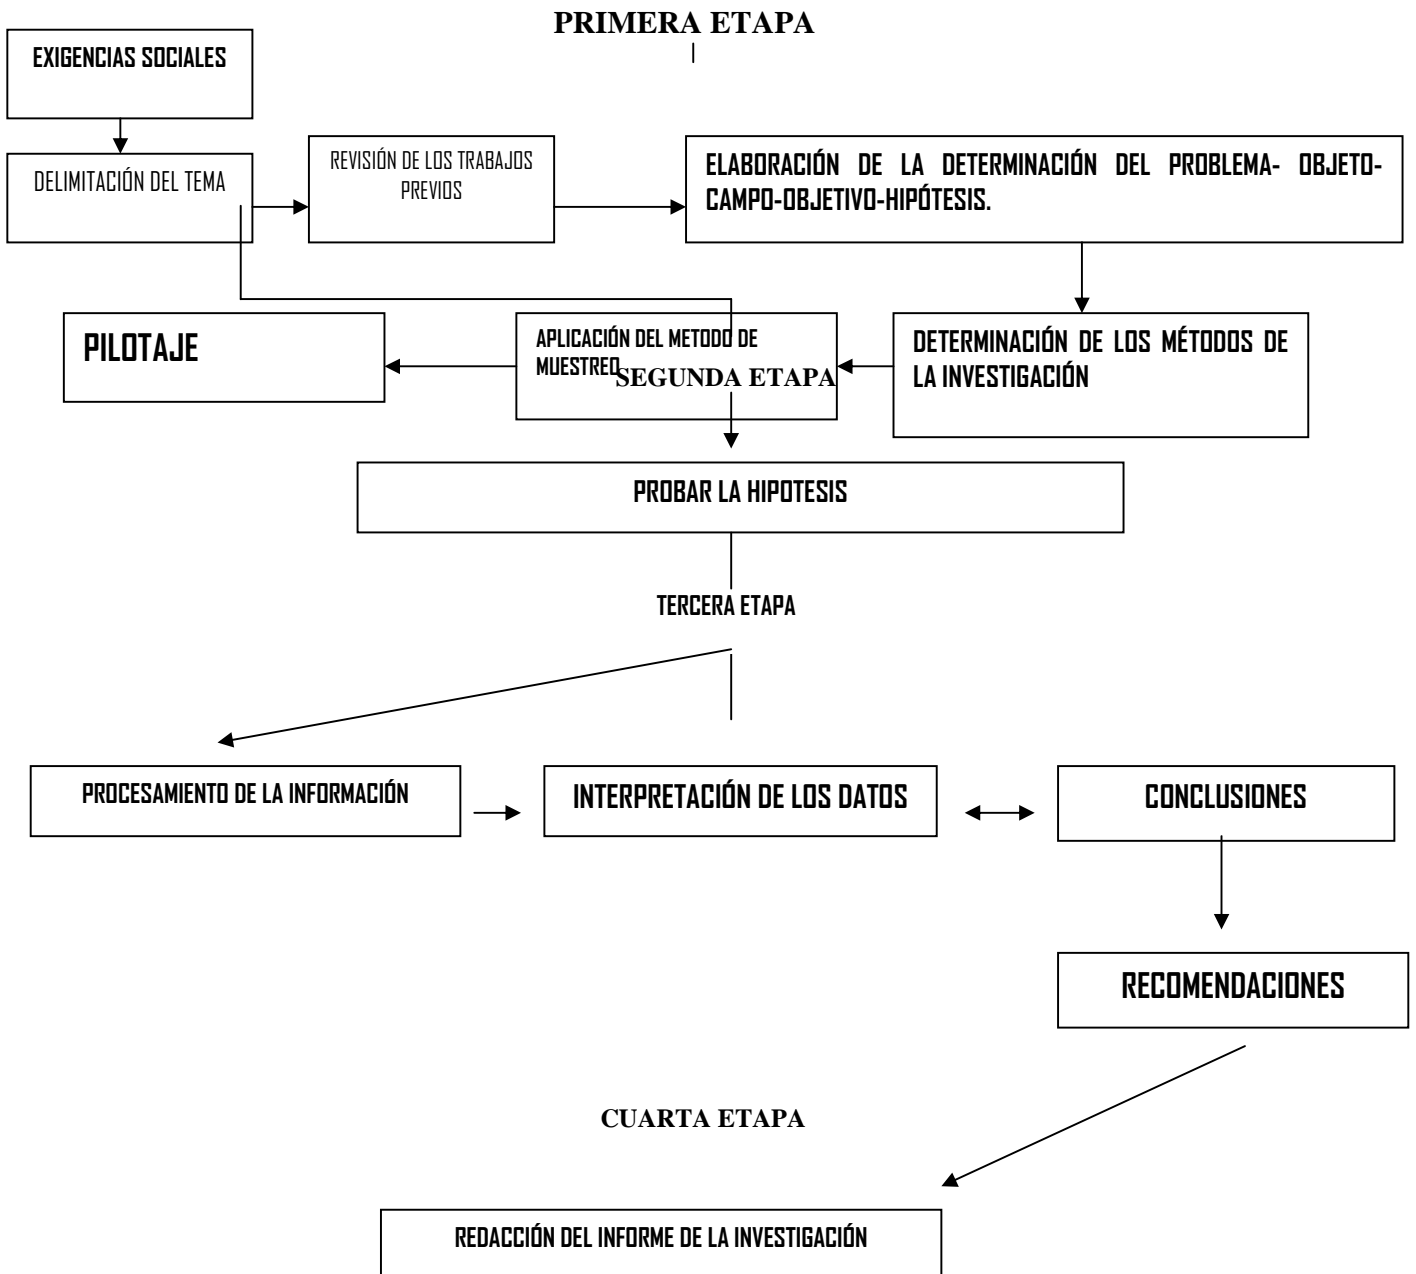 PRIMERA ETAPA
EXIGENCIAS SOCIALES
DELIMITACIÓN DEL TEMA
REVISIÓN DE LOS TRABAJOS
PREVIOS
ELABORACIÓN DE LA DETERMINACIÓN DEL PROBLEMA- OBJETO-
CAMPO-OBJETIVO-HIPÓTESIS.
PILOTAJE
APLICACIÓN DEL METODO DE
MUESTREO
DETERMINACIÓN DE LOS MÉTODOS DE
LA INVESTIGACIÓN
SEGUNDA ETAPA
PROBAR LA HIPOTESIS
TERCERA ETAPA
PROCESAMIENTO DE LA INFORMACIÓN
INTERPRETACIÓN DE LOS DATOS
CONCLUSIONES
RECOMENDACIONES
CUARTA ETAPA
REDACCIÓN DEL INFORME DE LA INVESTIGACIÓN